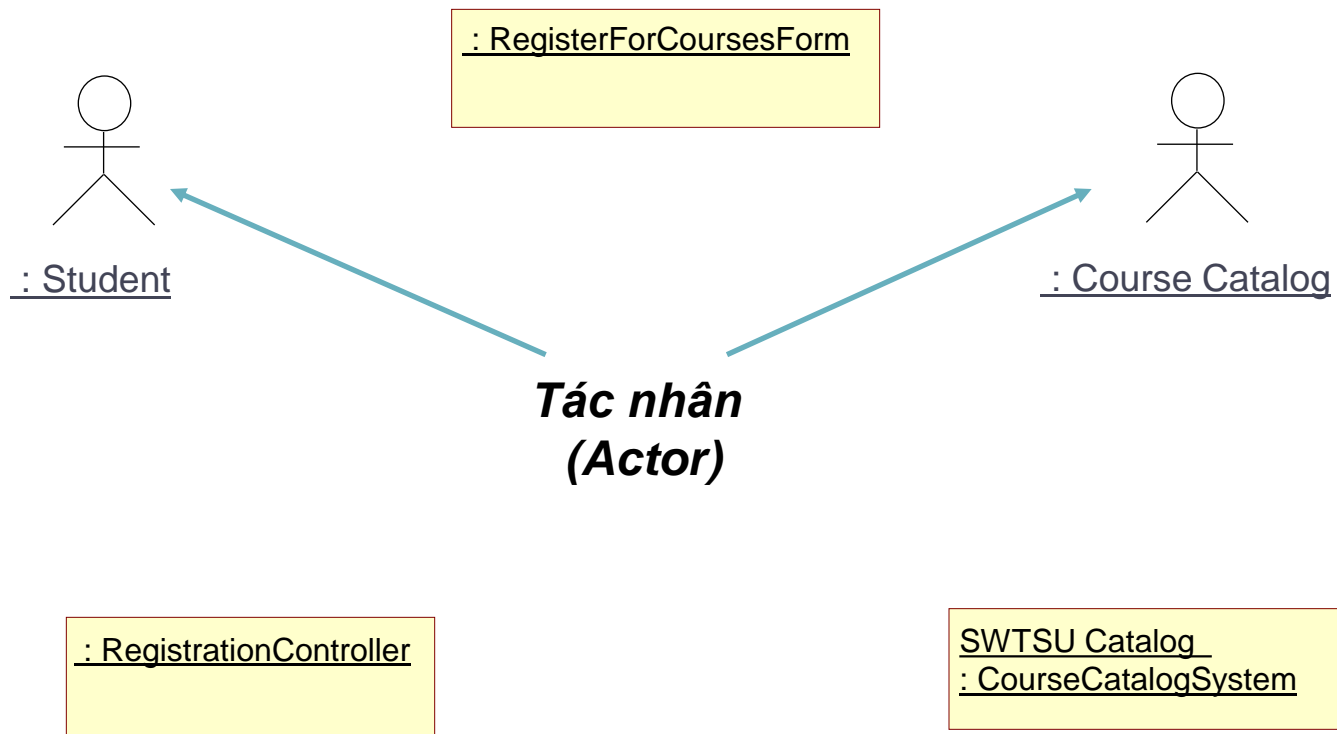 : RegisterForCoursesForm
: Student
: Course Catalog
Tác nhân
(Actor)
: RegistrationController
SWTSU Catalog
: CourseCatalogSystem